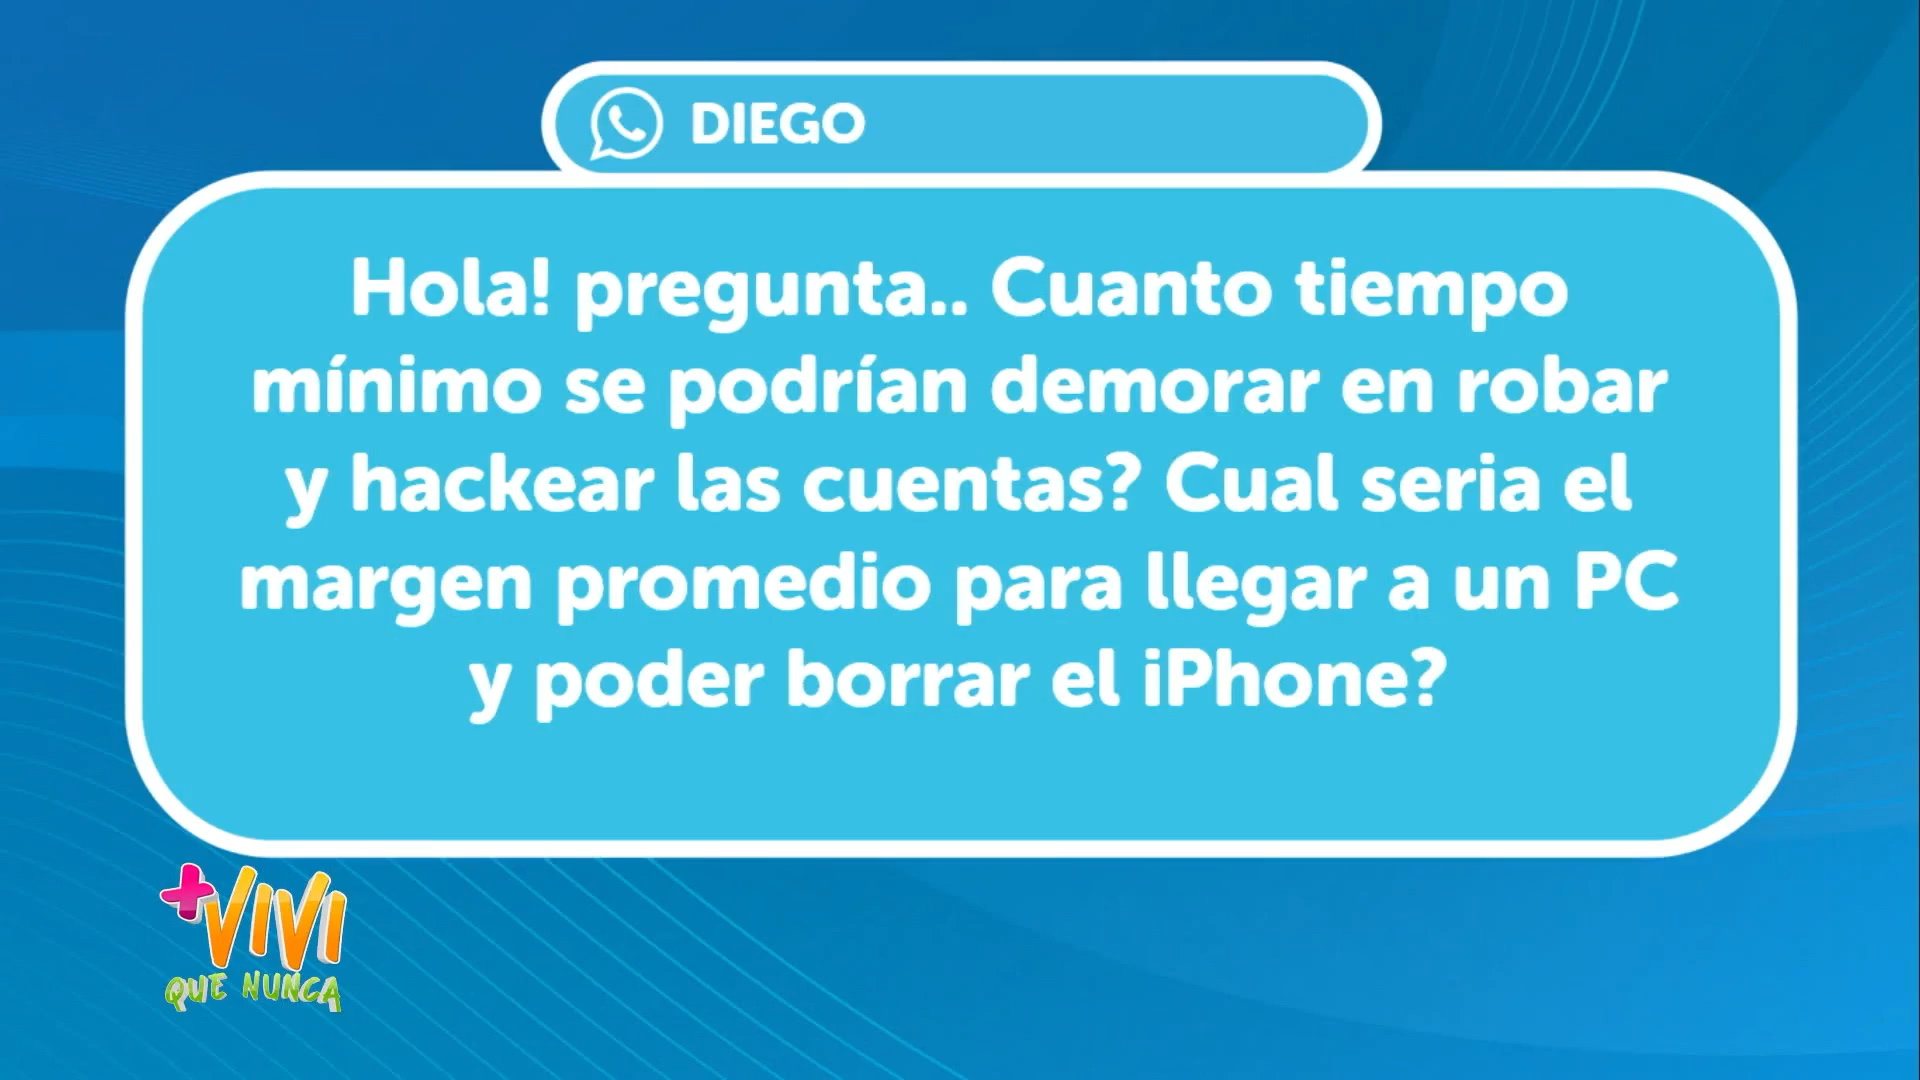 DIEGO
Hola! pregunta.. Cuanto tiempo
mínimo se podrían demorar en robar
y hackear las cuentas? Cual seria el
margen promedio para llegar a un PC
y poder borrar el iPhone?
+VIVI
QUE NUNCA